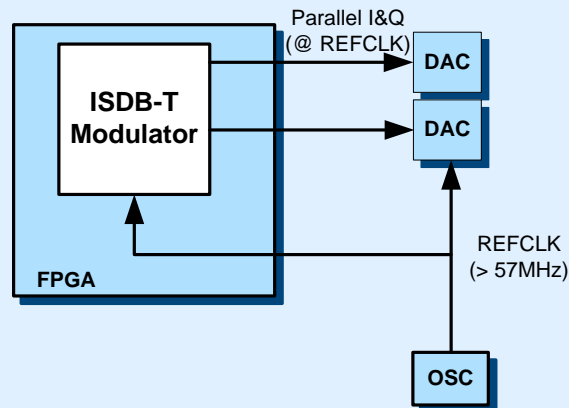 Parallel I&Q
(@ REFCLK)
DAC
ISDB-T
Modulator
DAC
REFCLK
(> 57MHz)
FPGA
OSC